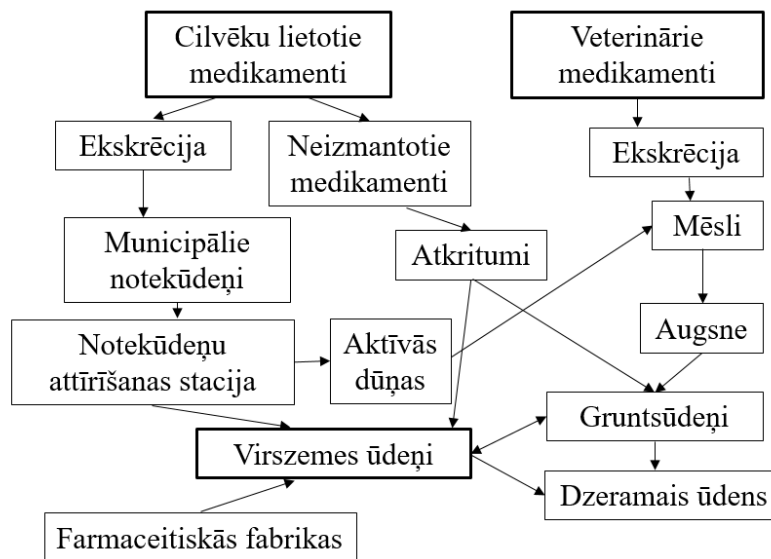 Cilvēku lietotie
medikamenti
Veterinārie
medikamenti
Ekskrēcija
Neizmantotie
medikamenti
Ekskrēcija
Municipālie
notekūdeņi
Atkritumi
Mēsli
Notekūdeņu
attīrīšanas stacija
Aktīvās
dūņas
Augsne
Gruntsūdeņi
Virszemes ūdeņi
Dzeramais ūdens
Farmaceitiskās fabrikas